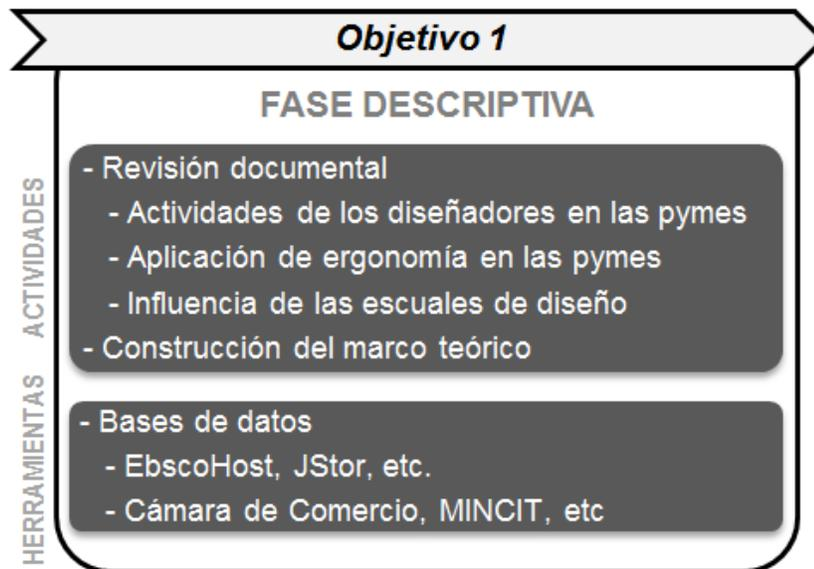 Objetivo 1
FASE DESCRIPTIVA
ACTIVIDADES
- Revisión documental
- Actividades de los diseñadores en las pymes
- Aplicación de ergonomía en las pymes
- Influencia de las escuales de diseño
- Construcción del marco teórico
HERRAMIENTAS
- Bases de datos
- EbscoHost, JStor, etc.
- Cámara de Comercio, MINCIT, etc